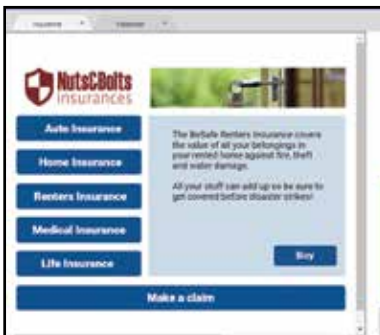 NutsCBolts
insurances
Auto Insurance
Home Insurance
Renters Insurance
Medical Insurance
Life Insurance
The BeSafe Renters Insurance covers
the value of all your belongings in
your rented home against fire, theft
and water damage.
All your stuff can add up so be sure to
get covered before disaster strikes!
Buy
Make a claim